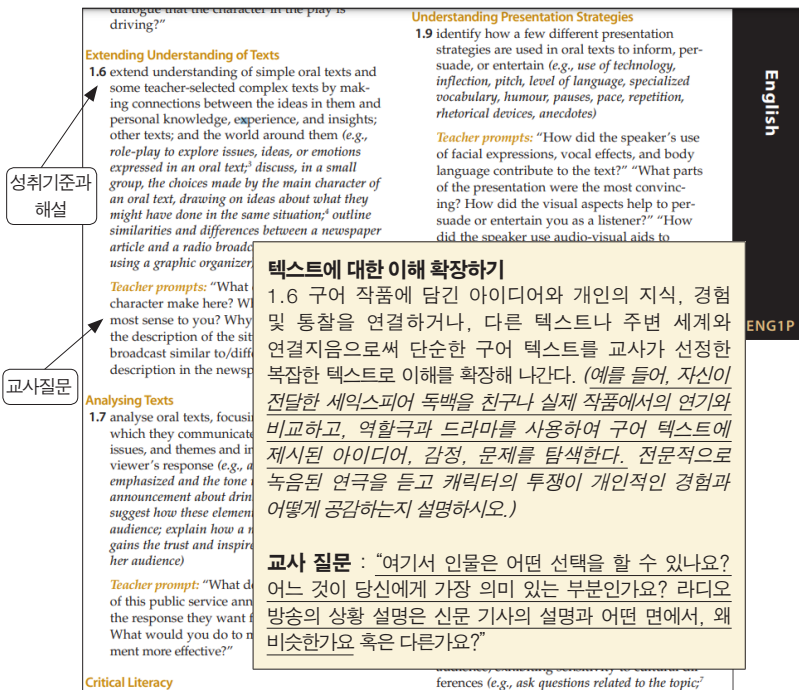 dialogue that the character in the play is
driving?"
Extending Understanding of Texts
1.6 extend understanding of simple oral texts and
some teacher-selected complex texts by mak-
ing connections between the ideas in them and
personal knowledge, experience, and insights;
other texts; and the world around them (e.g.,
role-play to explore issues, ideas, or emotions
expressed in an oral text;3 discuss, in a small
group, the choices made by the main character of
an oral text, drawing on ideas about what they
might have done in the same situation;4 outline
similarities and differences between a newspaper
article and a radio broadc
using a graphic organizer
Teacher prompts: "What
character make here? Wh
most sense to you? Why
the description of the sit
broadcast similar to/diff
description in the newsp
Analysing Texts
1.7 analyse oral texts, focusi
which they communicate
issues, and themes and in
viewer's response (e.g., a
emphasized and the tone
announcement about drin
suggest how these elemen
audience; explain how a n
gains the trust and inspire
her audience)
Teacher prompt: "What d
of this public service ann
the response they want f
What would you do to m
ment more effective?"
Critical Literacy
성취기준과
해설
교사질문
Understanding Presentation Strategies
1.9 identify how a few different presentation
strategies are used in oral texts to inform, per-
suade, or entertain (e.g., use of technology,
inflection, pitch, level of language, specialized
vocabulary, humour, pauses, pace, repetition,
rhetorical devices, anecdotes)
Teacher prompts: "How did the speaker's use
of facial expressions, vocal effects, and body
language contribute to the text?" "What parts
of the presentation were the most convinc-
ing? How did the visual aspects help to per-
suade or entertain you as a listener?" "How
did the speaker use audio-visual aids to
텍스트에 대한 이해 확장하기
1.6 구어 작품에 담긴 아이디어와 개인의 지식, 경험
및 통찰을 연결하거나, 다른 텍스트나 주변 세계와
연결지음으로써 단순한 구어 텍스트를 교사가 선정한
복잡한 텍스트로 이해를 확장해 나간다. (예를 들어, 자신이
전달한 셰익스피어 독백을 친구나 실제 작품에서의 연기와
비교하고, 역할극과 드라마를 사용하여 구어 텍스트에
제시된 아이디어, 감정, 문제를 탐색한다. 전문적으로
녹음된 연극을 듣고 캐릭터의 투쟁이 개인적인 경험과
어떻게 공감하는지 설명하시오.)
교사 질문 : "여기서 인물은 어떤 선택을 할 수 있나요?
어느 것이 당신에게 가장 의미 있는 부분인가요? 라디오
방송의 상황 설명은 신문 기사의 설명과 어떤 면에서, 왜
비슷한가요 혹은 다른가요?"
ferences (e.g., ask questions related to the topic;7
English
ENG1P